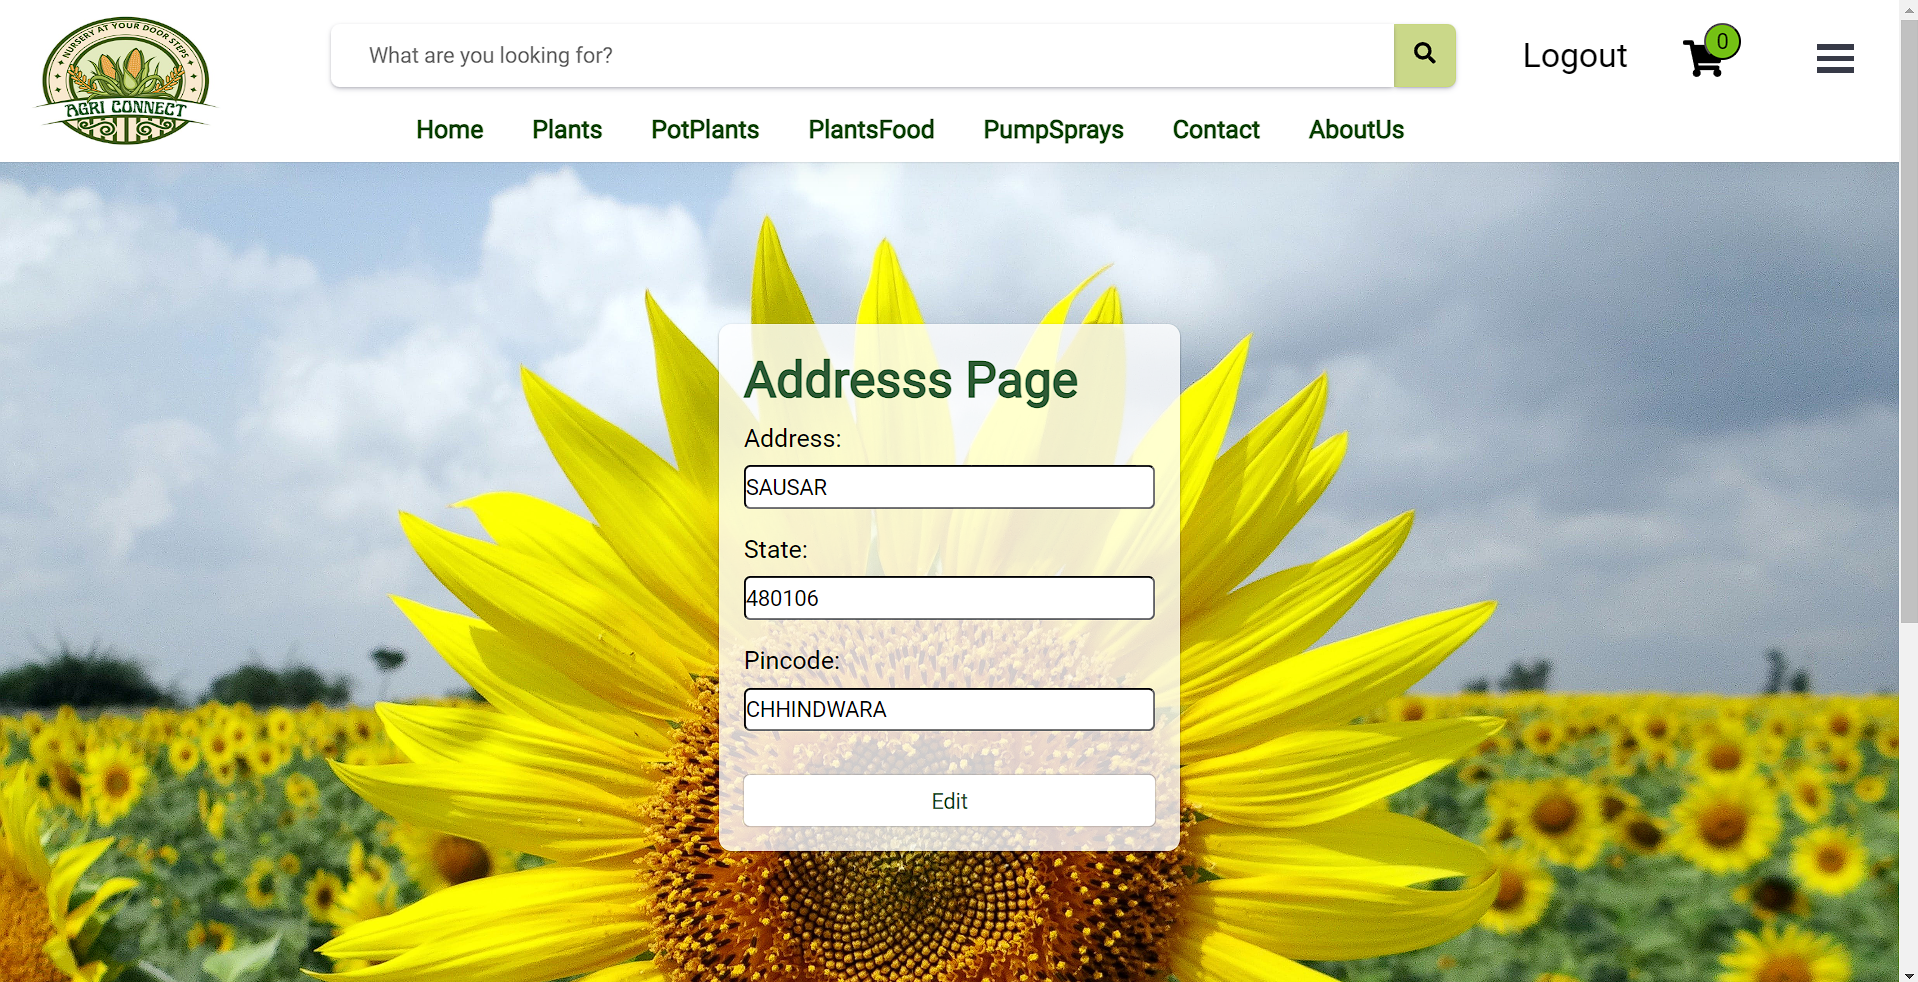 NURSERY AT YOUR DOOR STEPS
AGRI CONNECT
What are you looking for?
Logout
0
Home Plants PotPlants PlantsFood PumpSprays Contact AboutUs
Addresss Page
Address:
SAUSAR
State:
480106
Pincode:
CHHINDWARA
Edit